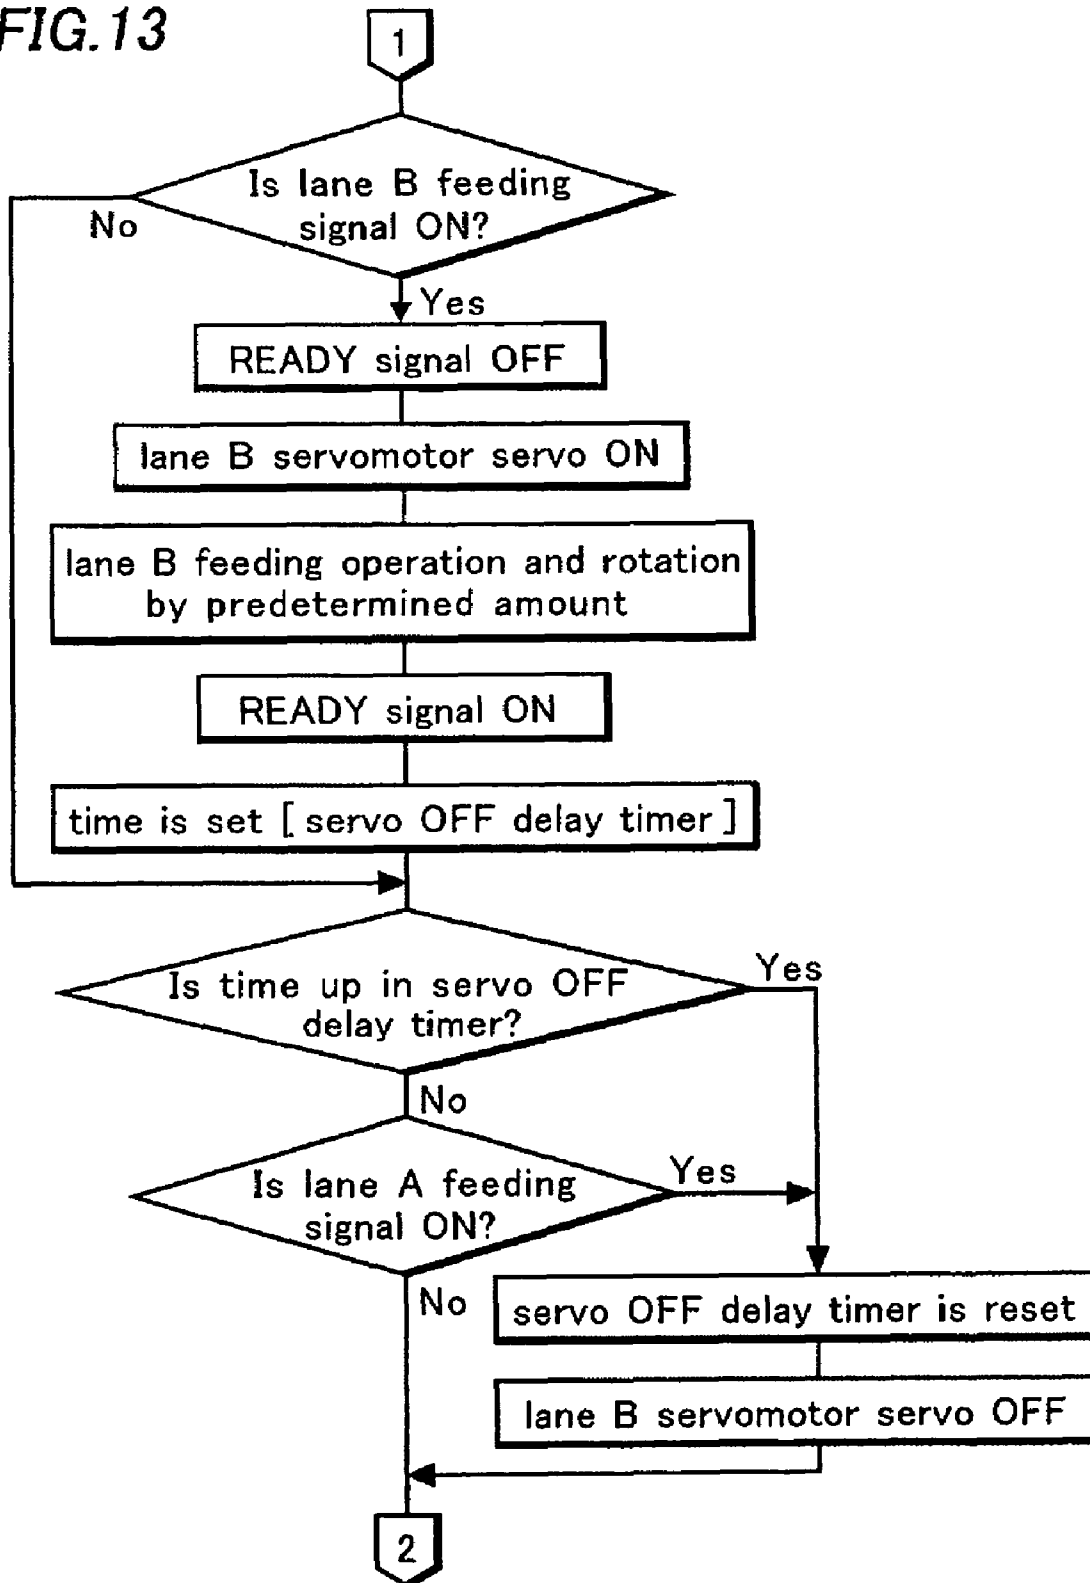 FIG.13
1
Is lane B feeding
signal ON?
No
Yes
READY signal OFF
lane B servomotor servo ON
lane B feeding operation and rotation
by predetermined amount
READY signal ON
time is set [ servo OFF delay timer ]
Is time up in servo OFF
delay timer?
Yes
No
Is lane A feeding
signal ON?
Yes
No
servo OFF delay timer is reset
lane B servomotor servo OFF
2